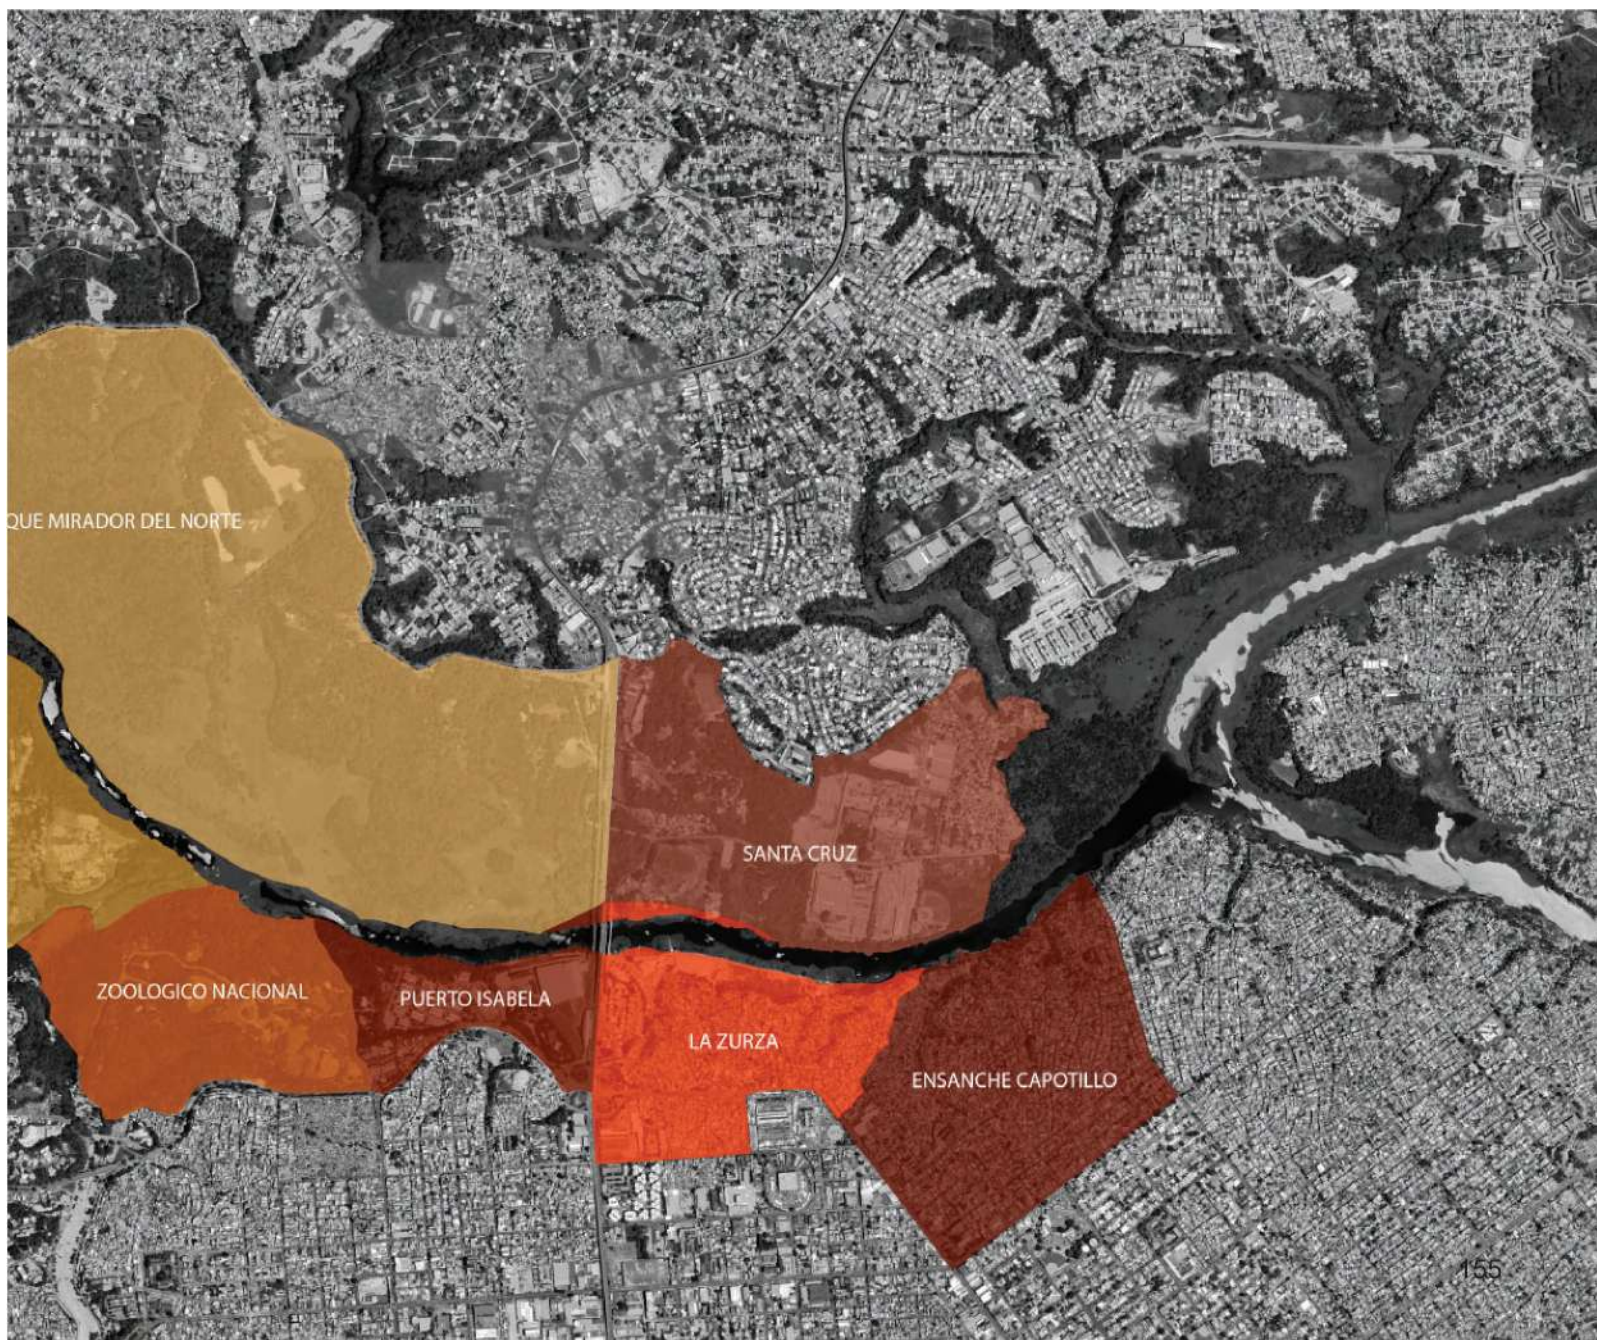 QUE MIRADOR DEL NORTE
SANTA CRUZ
ZOOLOGICO NACIONAL
PUERTO ISABELA
LA ZURZA
ENSANCHE CAPOTILLO
155